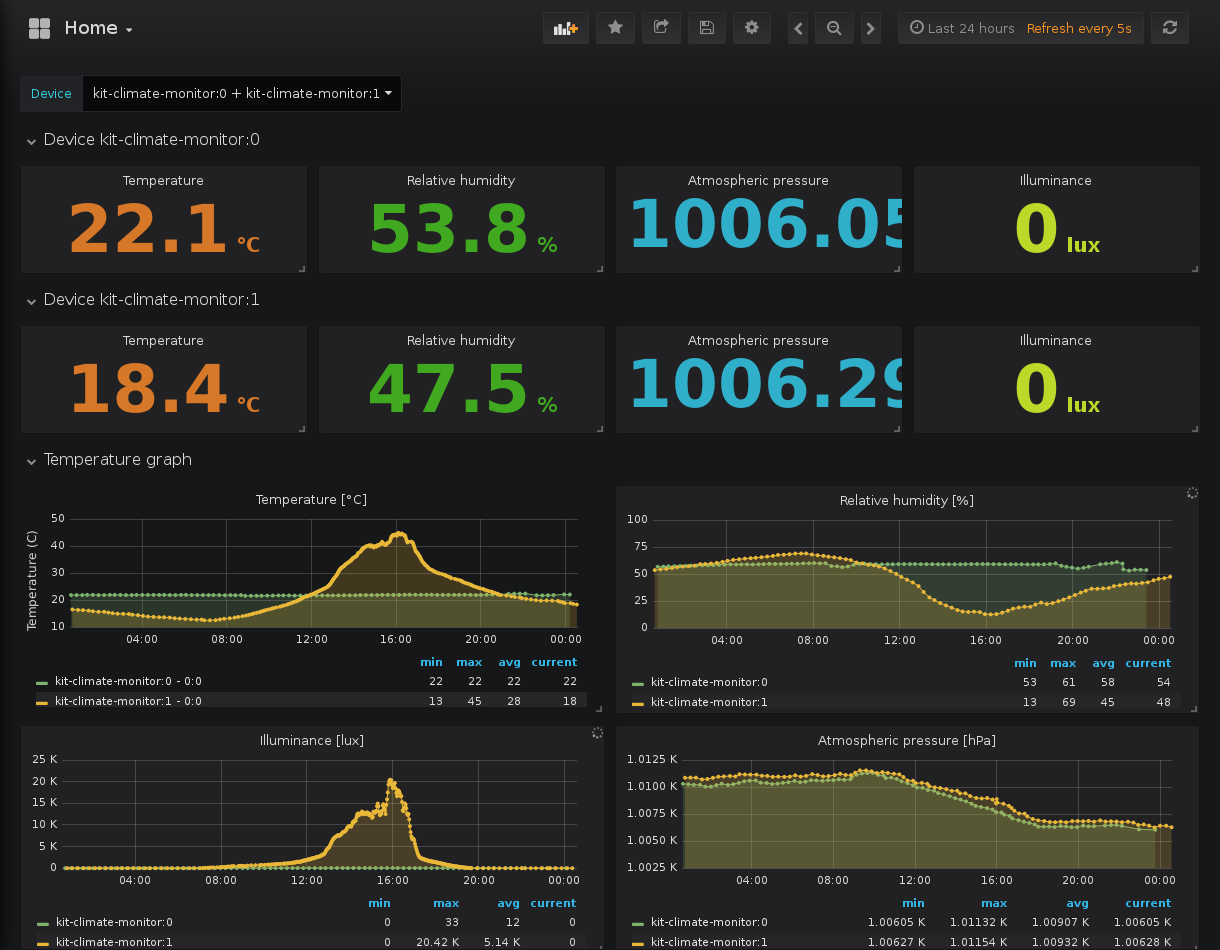 Home
Last 24 hours Refresh every 5s
Device kit-climate-monitor:0 + kit-climate-monitor:1
Device kit-climate-monitor:0
Temperature Relative humidity Atmospheric pressure Illuminance
22.1 °C 53.8 % 1006.05 0 lux
Device kit-climate-monitor:1
Temperature Relative humidity Atmospheric pressure Illuminance
18.4 °C 47.5 % 1006.29 0 lux
Temperature graph
Temperature [°C]
Temperature (C)
50
40
30
20
10
04:00 08:00 12:00 16:00 20:00 00:00
min max avg current
kit-climate-monitor:0 - 0:0 22 22 22 22
kit-climate-monitor:1 - 0:0 13 45 28 18
Relative humidity [%]
100
75
50
25
0
04:00 08:00 12:00 16:00 20:00 00:00
min max avg current
kit-climate-monitor:0 53 61 58 54
kit-climate-monitor:1 13 69 45 48
Illuminance [lux]
25 K
20 K
15 K
10 K
5 K
0
04:00 08:00 12:00 16:00 20:00 00:00
min max avg current
kit-climate-monitor:0 0 33 12 0
kit-climate-monitor:1 0 20.42 K 5.14 K 0
Atmospheric pressure [hPa]
1.0125 K
1.0100 K
1.0075 K
1.0050 K
1.0025 K
04:00 08:00 12:00 16:00 20:00 00:00
min max avg current
kit-climate-monitor:0 1.00605 K 1.01132 K 1.00907 K 1.00605 K
kit-climate-monitor:1 1.00627 K 1.01154 K 1.00932 K 1.00628 K